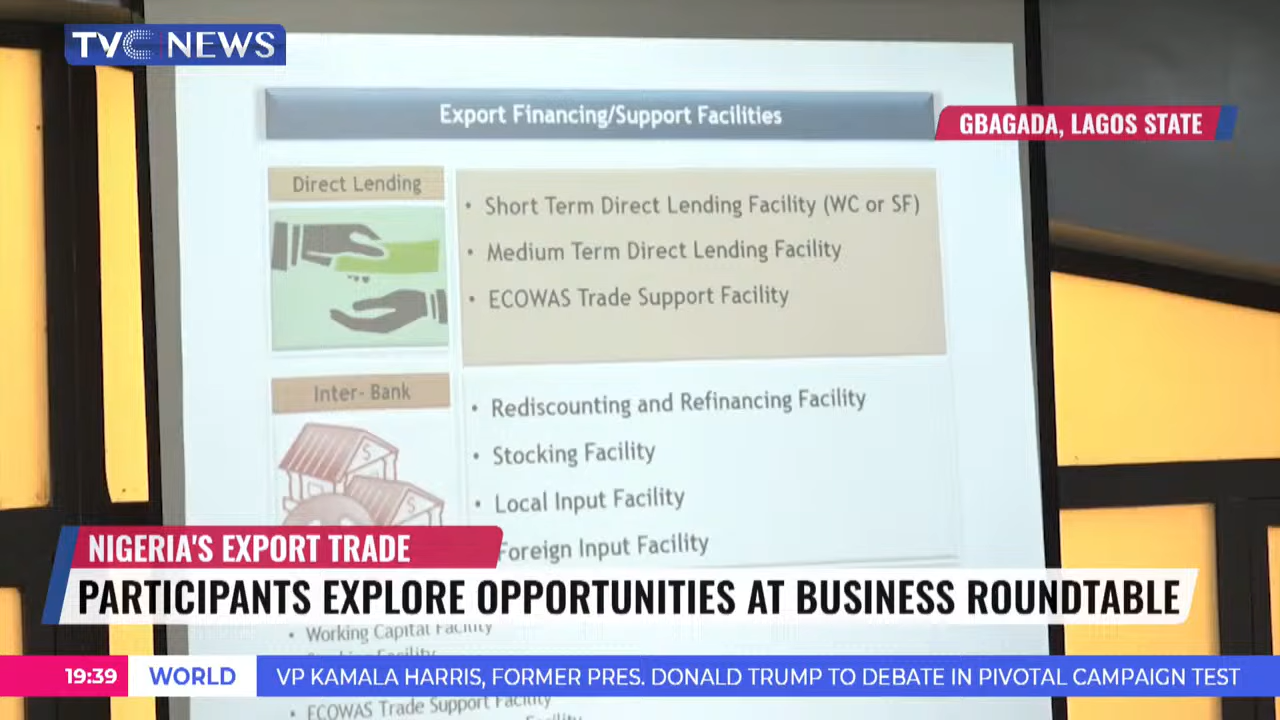 TVC NEWS
Export Financing/Support Facilities
GBAGADA, LAGOS STATE
Direct Lending
• Short Term Direct Lending Facility (WC or SF)
• Medium Term Direct Lending Facility
• ECOWAS Trade Support Facility
Inter- Bank
• Rediscounting and Refinancing Facility
• Stocking Facility
• Local Input Facility
Foreign Input Facility
NIGERIA'S EXPORT TRADE
PARTICIPANTS EXPLORE OPPORTUNITIES AT BUSINESS ROUNDTABLE
• Working Capital Facility
19:39 WORLD VP KAMALA HARRIS, FORMER PRES. DONALD TRUMP TO DEBATE IN PIVOTAL CAMPAIGN TEST
• ECOWAS Trade Support Facility